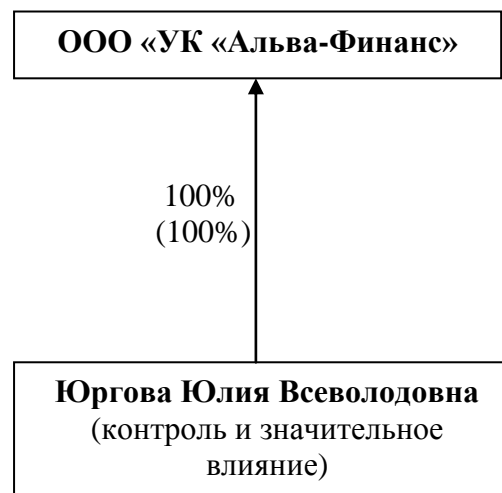 ООО «УК «Альва-Финанс»
100%
(100%)
Юргова Юлия Всеволодовна
(контроль и значительное
влияние)